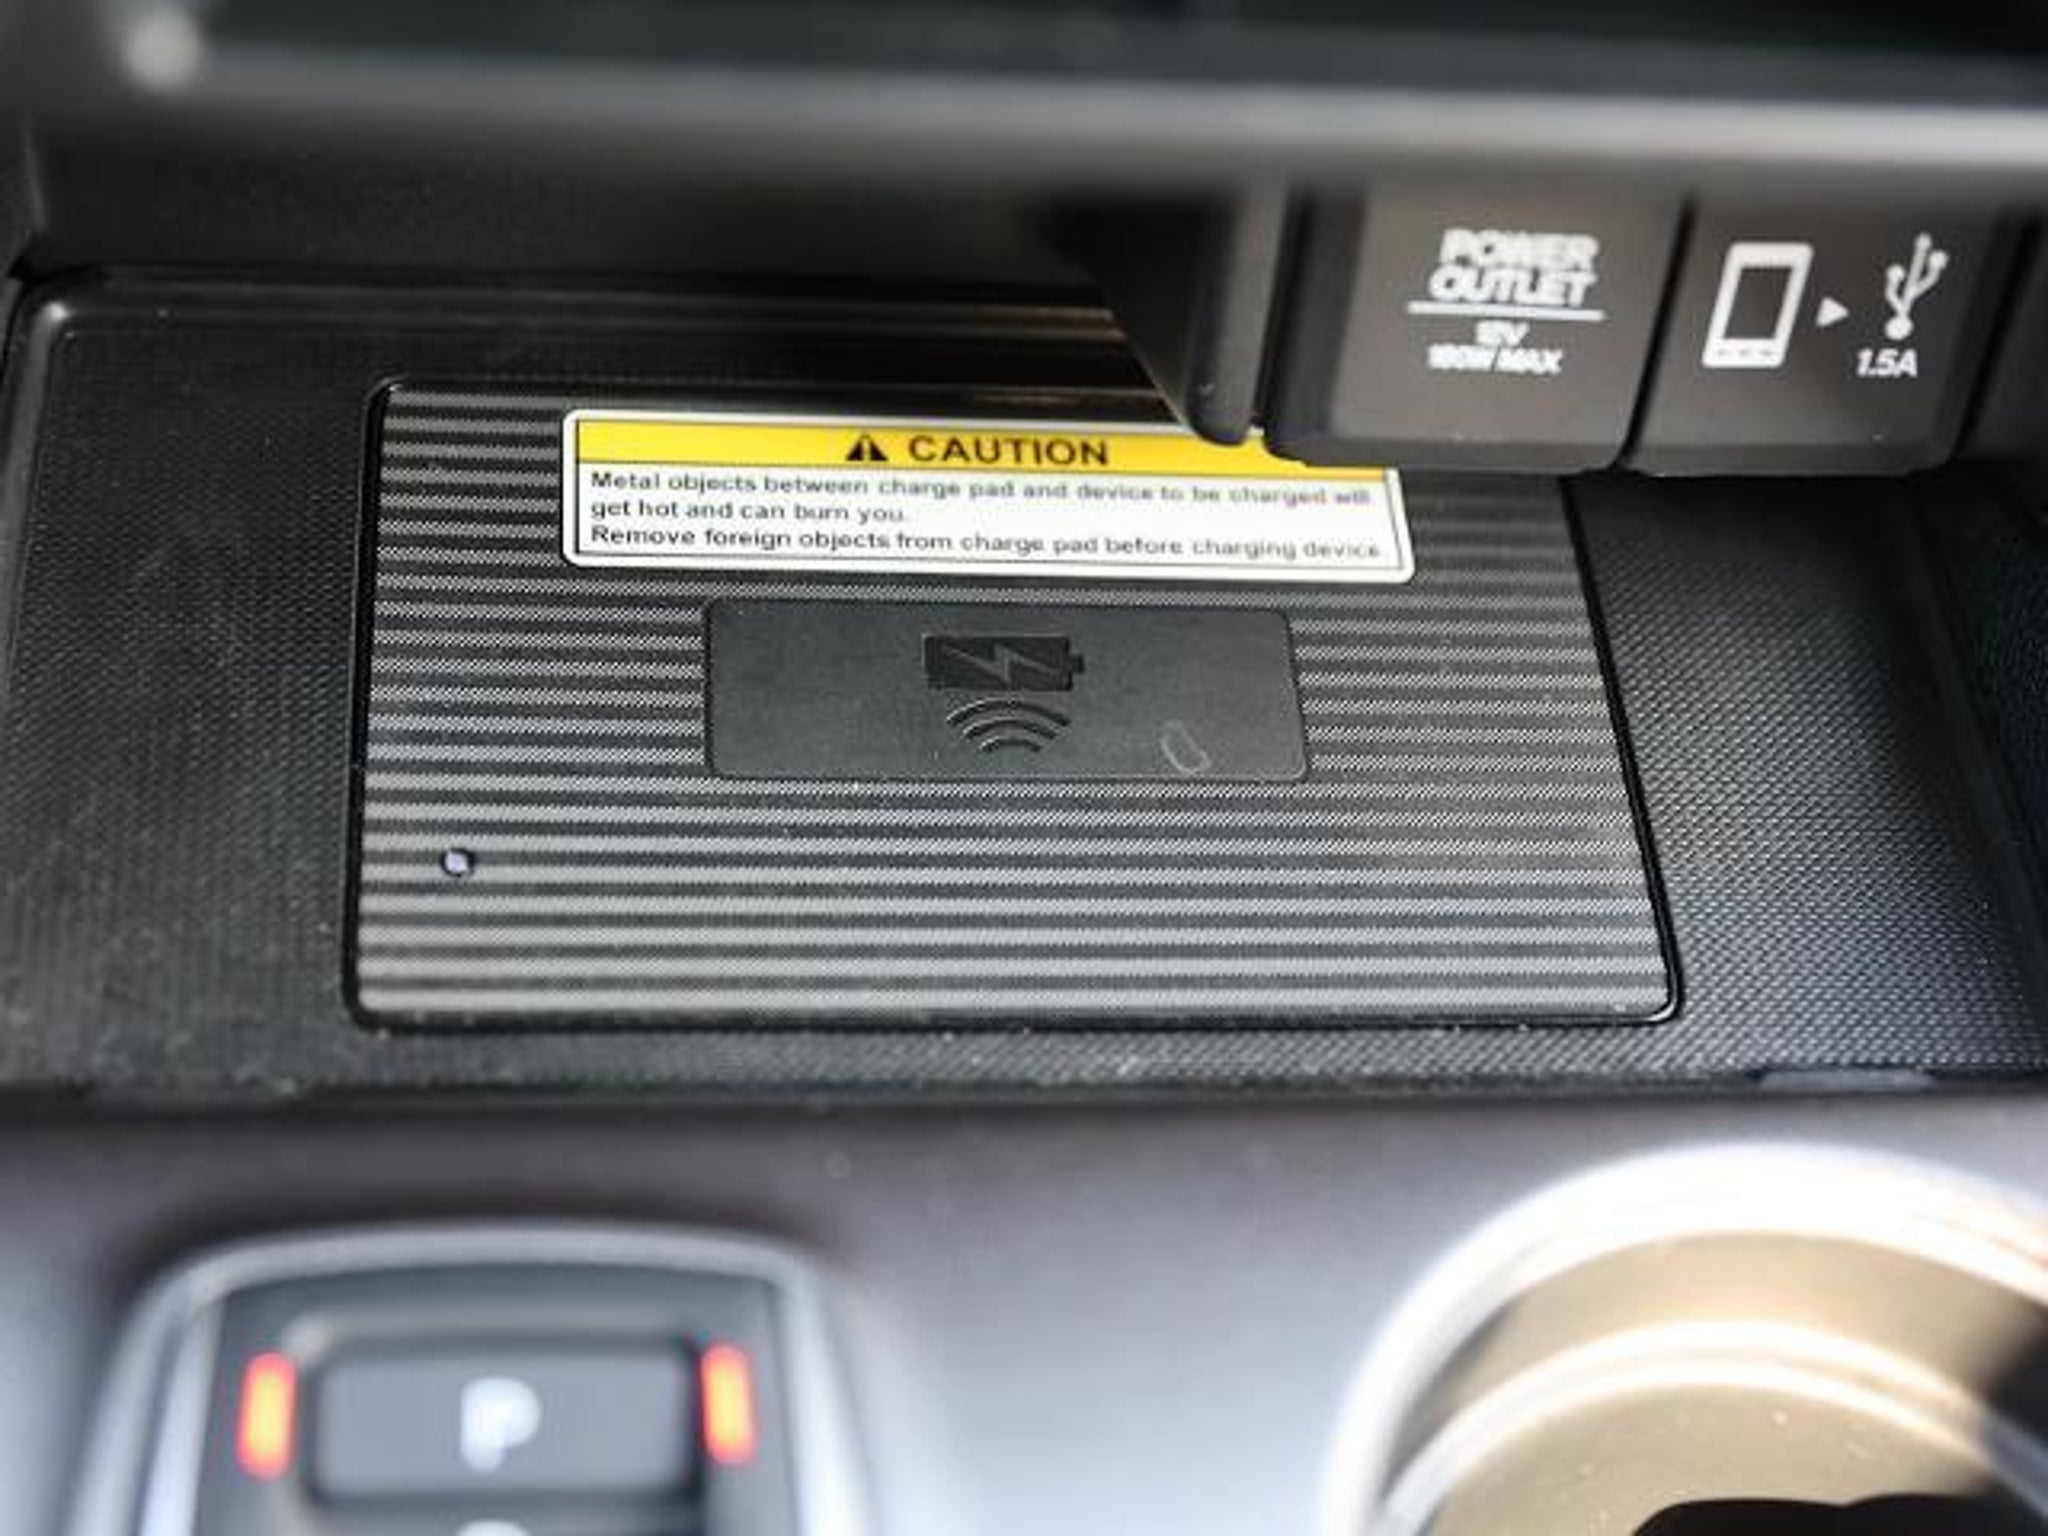 POWER
OUTLET
12V
180W MAX
1.5A
CAUTION
Metal objects between charge pad and device to be charged will
get hot and can burn you.
Remove foreign objects from charge pad before charging device.
P